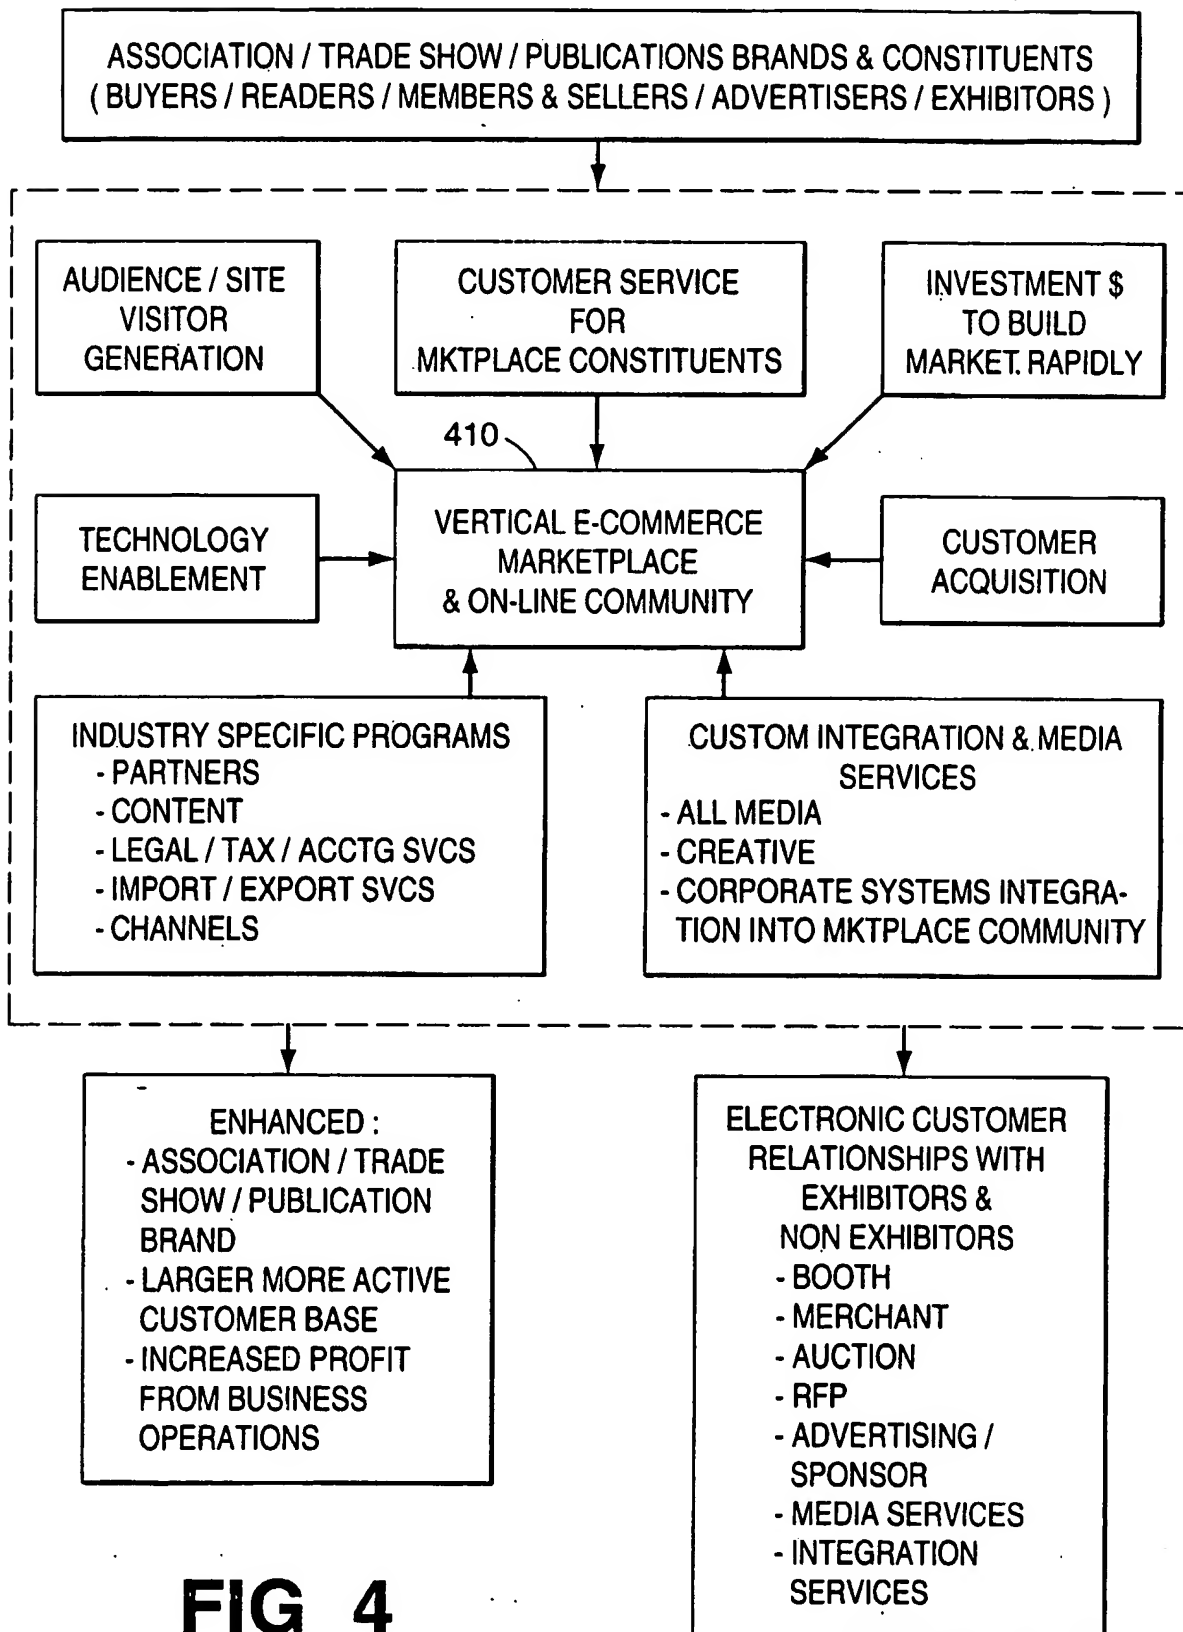 ASSOCIATION / TRADE SHOW / PUBLICATIONS BRANDS & CONSTITUENTS
( BUYERS / READERS / MEMBERS & SELLERS / ADVERTISERS / EXHIBITORS )
AUDIENCE / SITE
VISITOR
GENERATION
CUSTOMER SERVICE
FOR
MKTPLACE CONSTITUENTS
INVESTMENT $
TO BUILD
MARKET. RAPIDLY
410
TECHNOLOGY
ENABLEMENT
VERTICAL E-COMMERCE
MARKETPLACE
& ON-LINE COMMUNITY
CUSTOMER
ACQUISITION
INDUSTRY SPECIFIC PROGRAMS
- PARTNERS
- CONTENT
- LEGAL / TAX / ACCTG SVCS
- IMPORT / EXPORT SVCS
- CHANNELS
CUSTOM INTEGRATION & MEDIA
SERVICES
- ALL MEDIA
- CREATIVE
- CORPORATE SYSTEMS INTEGRA-
TION INTO MKTPLACE COMMUNITY
ENHANCED :
- ASSOCIATION / TRADE
SHOW / PUBLICATION
BRAND
- LARGER MORE ACTIVE
CUSTOMER BASE
- INCREASED PROFIT
FROM BUSINESS
OPERATIONS
ELECTRONIC CUSTOMER
RELATIONSHIPS WITH
EXHIBITORS &
NON EXHIBITORS
- BOOTH
- MERCHANT
- AUCTION
- RFP
- ADVERTISING /
SPONSOR
- MEDIA SERVICES
- INTEGRATION
SERVICES
FIG 4